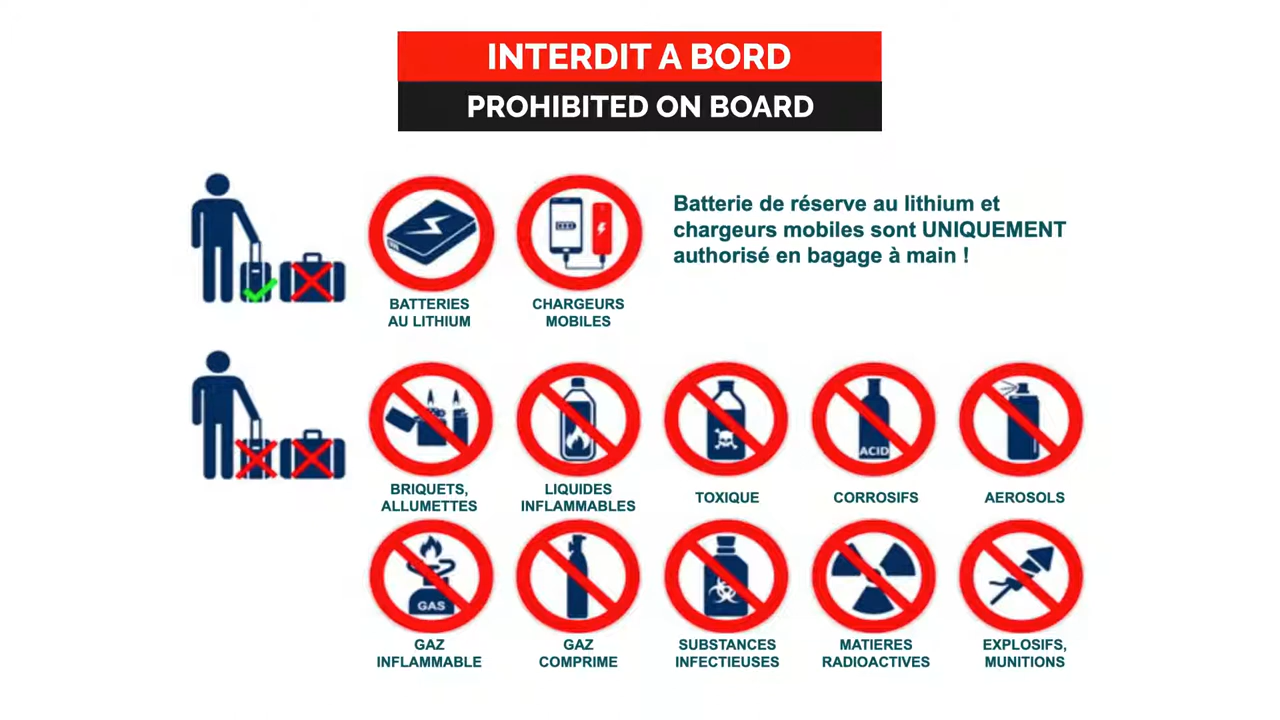 INTERDIT A BORD
PROHIBITED ON BOARD
Batterie de réserve au lithium et
chargeurs mobiles sont UNIQUEMENT
authorisé en bagage à main !
BATTERIES
AU LITHIUM
CHARGEURS
MOBILES
ACID
BRIQUETS,
ALLUMETTES
LIQUIDES
INFLAMMABLES
TOXIQUE
CORROSIFS
AEROSOLS
GAS
GAZ
INFLAMMABLE
GAZ
COMPRIME
SUBSTANCES
INFECTIEUSES
MATIERES
RADIOACTIVES
EXPLOSIFS,
MUNITIONS